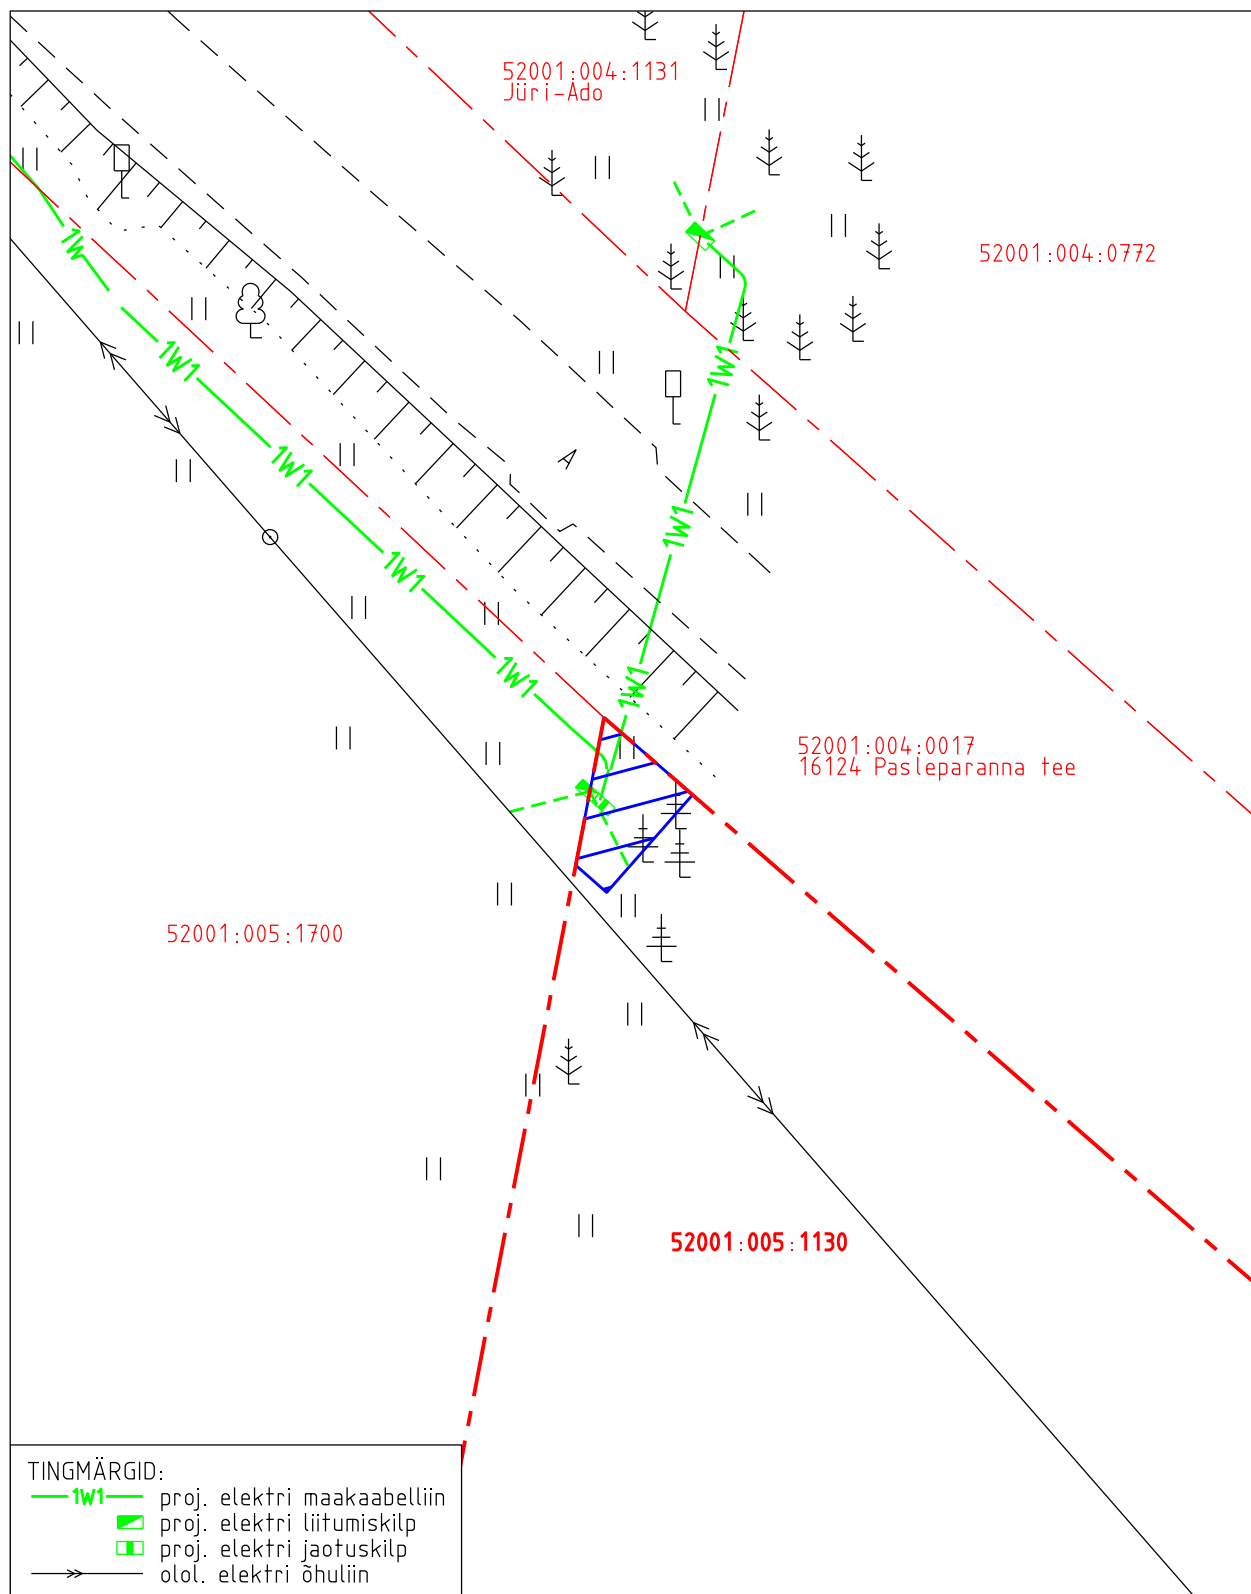 52001:004:1131
Jüri-Ado
52001:004:0772
1W
1W1
1W1
1W1
A
1W1
1W1
1W1
1W1
52001:004:0017
16124 Pasleparanna tee
52001:005:1700
52001:005:1130
TINGMÄRGID:
1W1 proj. elektri maakaabelliin
proj. elektri liitumiskilp
proj. elektri jaotuskilp
olol. elektri õhuliin